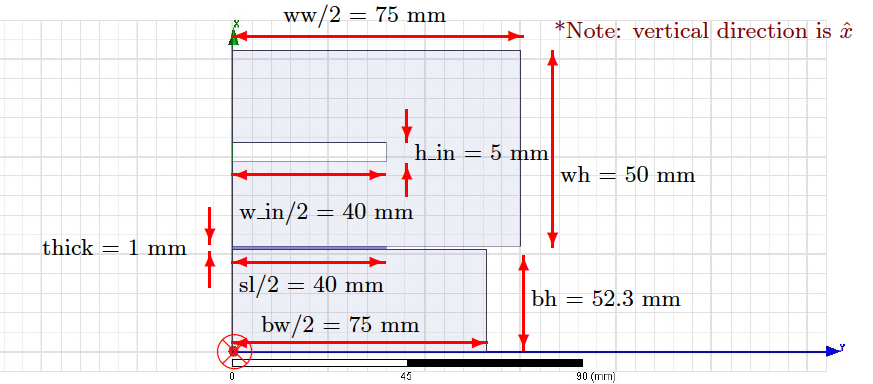 ww/2 = 75 mm
X
*Note: vertical direction is x̂
h_in = 5 mm
wh = 50 mm
w_in/2 = 40 mm
thick = 1 mm
sl/2 = 40 mm
bh = 52.3 mm
bw/2 = 75 mm
Y
0 45 90 (mm)